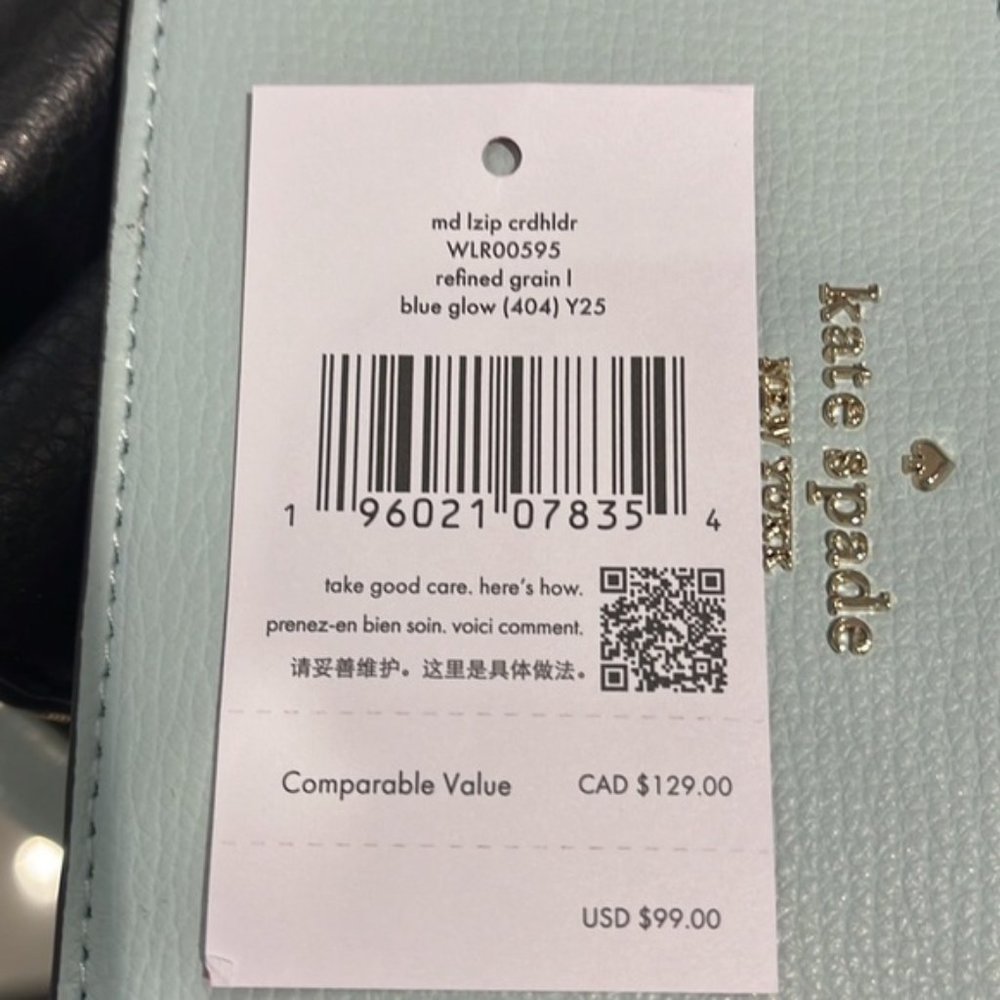 md lzip crdhldr
WLR00595
refined grain l
blue glow (404) Y25
1 96021 07835 4
take good care. here's how.
prenez-en bien soin. voici comment.
请妥善维护。这里是具体做法。
Comparable Value CAD $129.00
USD $99.00
kate spade
NEW YORK